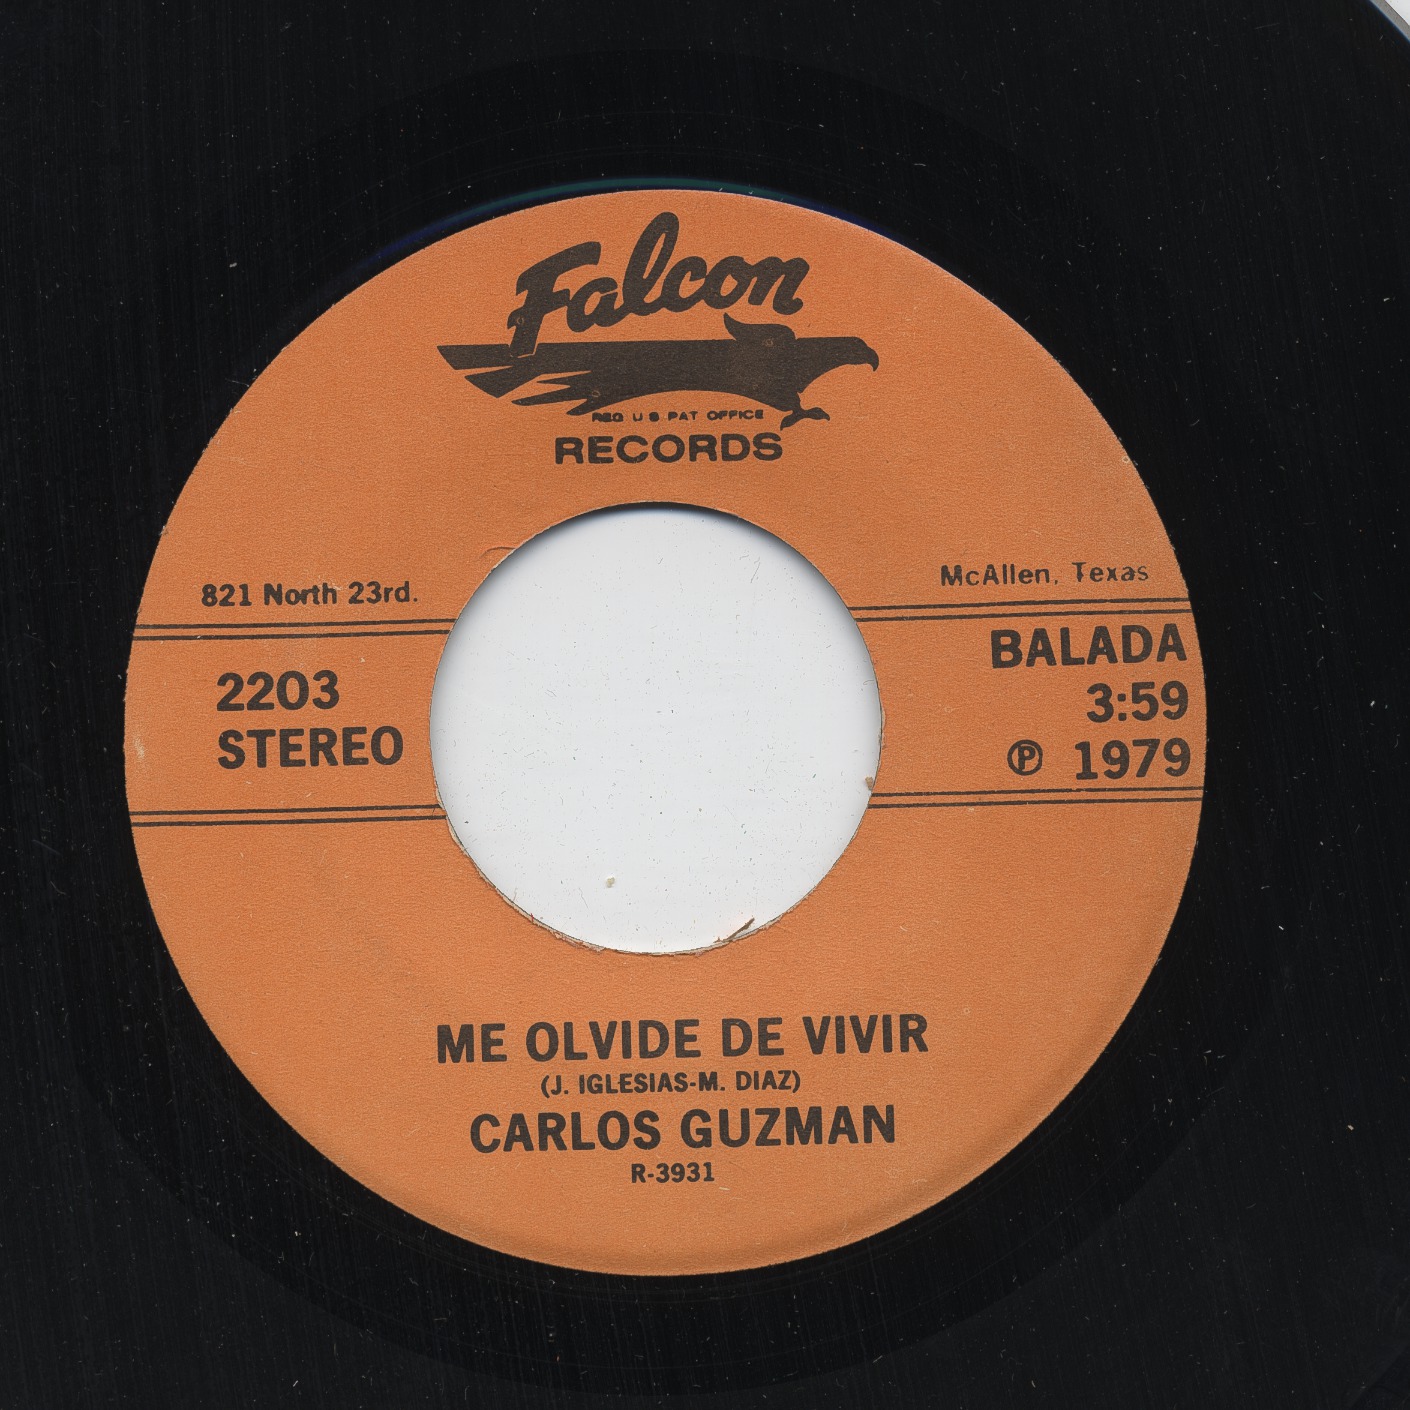 Falcon
REG U S PAT OFFICE
RECORDS
821 North 23rd.
McAllen, Texas
2203
STEREO
BALADA
3:59
℗ 1979
ME OLVIDE DE VIVIR
(J. IGLESIAS-M. DIAZ)
CARLOS GUZMAN
R-3931